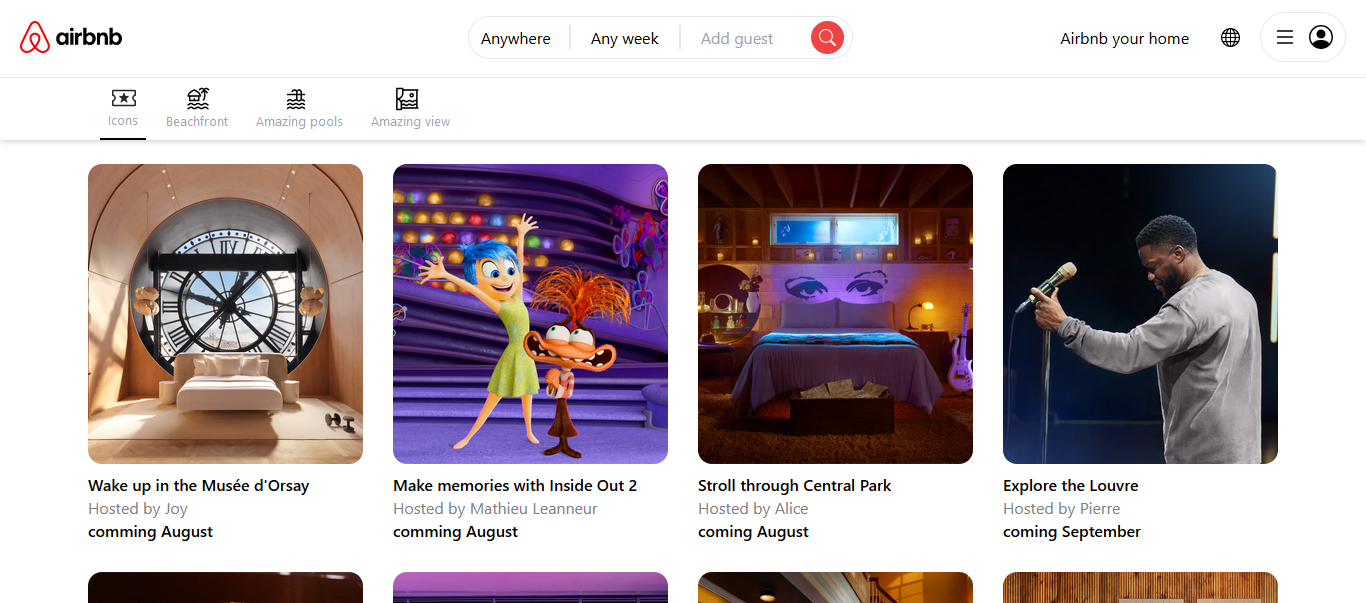 airbnb
Anywhere
Any week
Add guest
Airbnb your home
Icons
Beachfront
Amazing pools
Amazing view
Wake up in the Musée d'Orsay
Hosted by Joy
comming August
Make memories with Inside Out 2
Hosted by Mathieu Leanneur
comming August
Stroll through Central Park
Hosted by Alice
coming August
Explore the Louvre
Hosted by Pierre
coming September